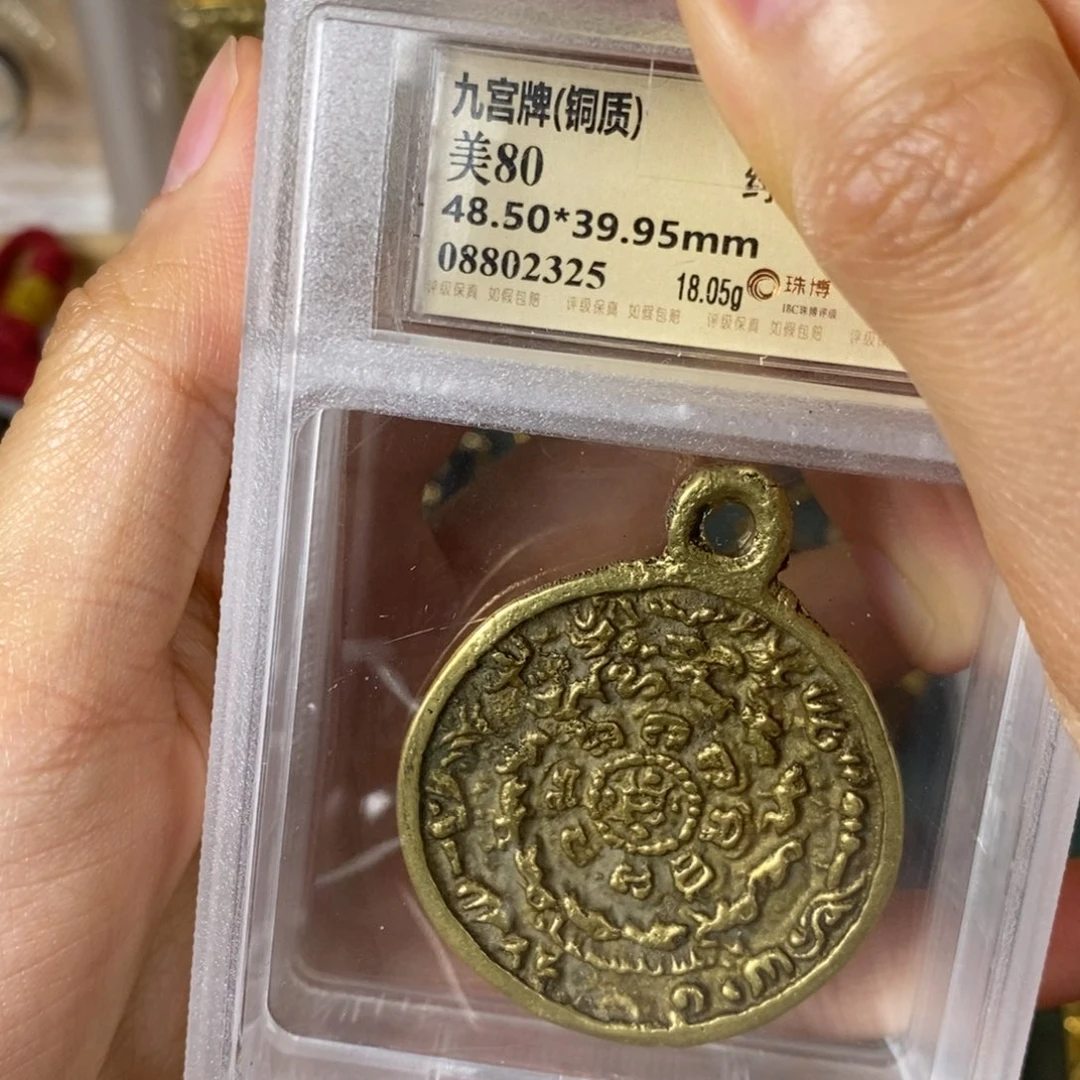 九宫牌(铜质)
美80
48.50*39.95mm
08802325 18.05g 珠博
IBC珠博评级
评级保真 如假包赔 评级保真 如假包赔 评级保真 如假包赔 评级